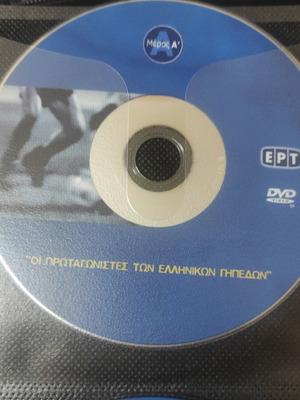 Α
Μέρος Α'
ΕΡΤ
DVD
VIDEO
"ΟΙ ΠΡΩΤΑΓΩΝΙΣΤΕΣ ΤΩΝ ΕΛΛΗΝΙΚΩΝ ΓΗΠΕΔΩΝ"